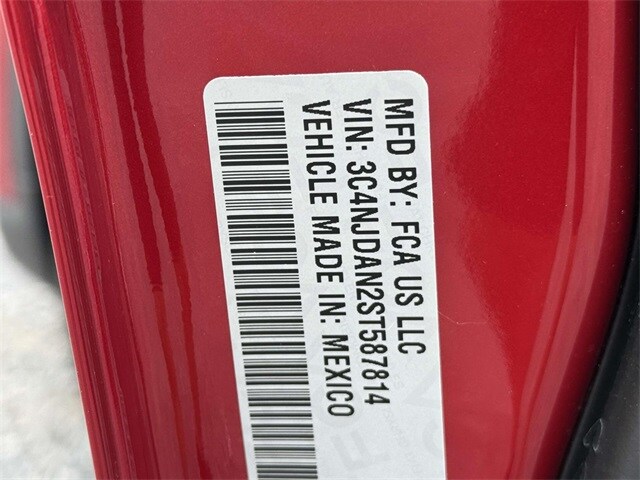 MFD BY: FCA US LLC
VIN: 3C4NJDAN2ST587814
VEHICLE MADE IN: MEXICO